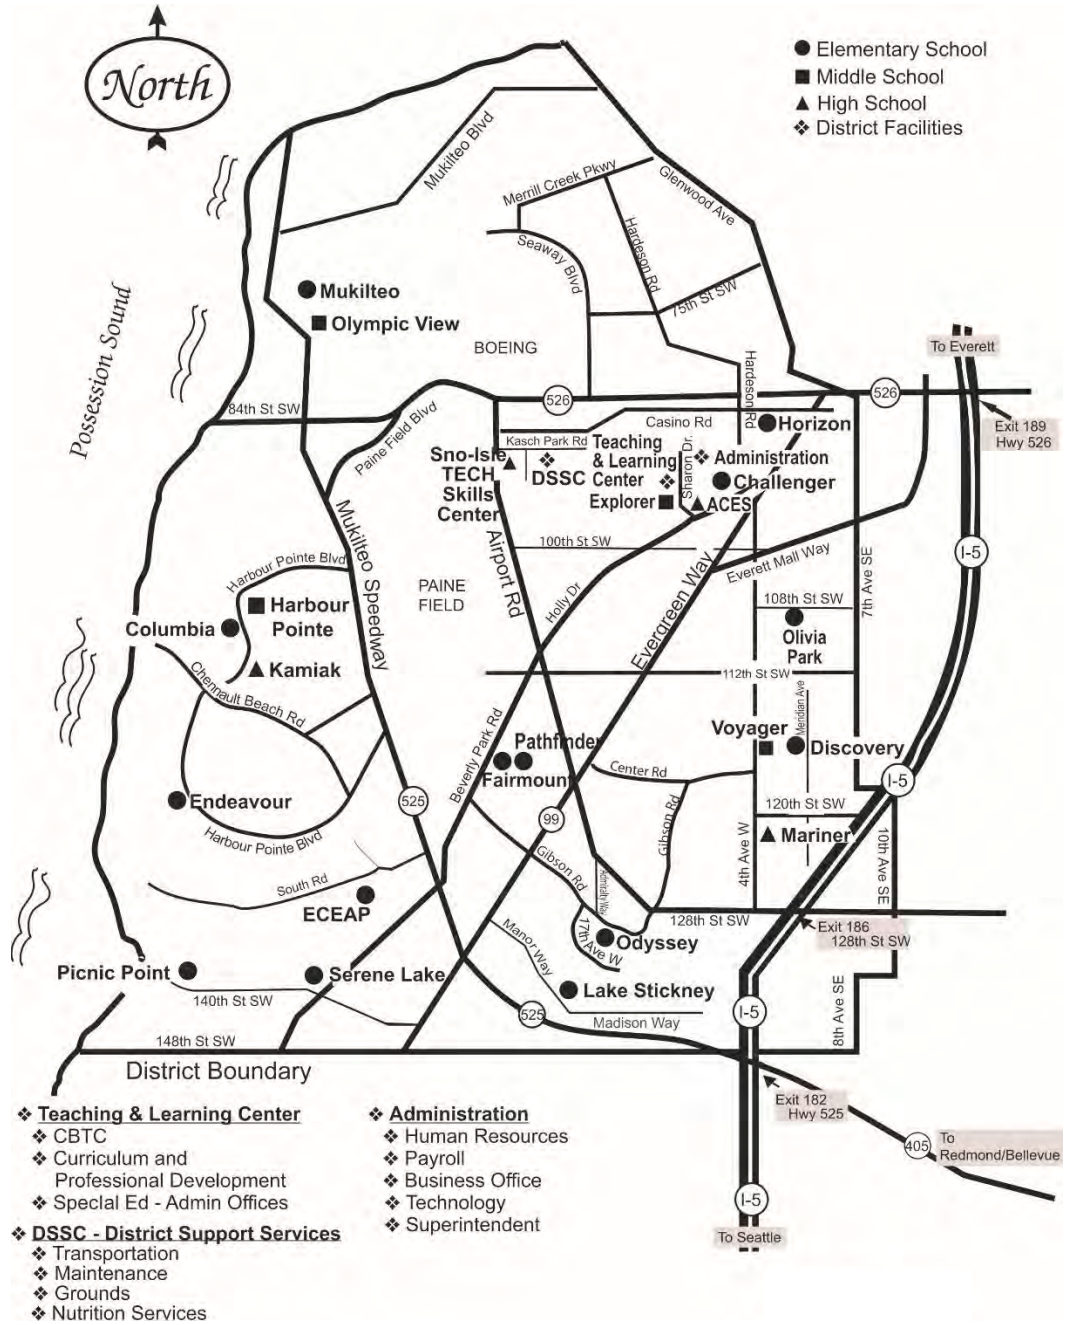 North
Elementary School
Middle School
High School
District Facilities
Mukilteo Blvd
Merrill Creek Pkwy
Glenwood Ave
Hardeson Rd
Seaway Blvd
75th St SW
Possession Sound
Mukilteo
Olympic View
BOEING
To Everett
Hardeson Rd
84th St SW
526
526
Exit 189
Hwy 526
Paine Field Blvd
Casino Rd
Horizon
Kasch Park Rd
Sno-Isle
TECH
Skills
Center
DSSC
Teaching
& Learning
Center
Explorer
Sharon Dr.
Administration
Challenger
ACES
Mukilteo Speedway
Airport Rd
100th St SW
Everett Mall Way
I-5
7th Ave SE
Harbour Pointe Blvd
PAINE
FIELD
Holly Dr
Evergreen Way
108th St SW
Harbour
Pointe
Columbia
Olivia
Park
Kamiak
Chennault Beach Rd
112th St SW
Meridian Ave
Voyager
Discovery
Beverly Park Rd
Pathfinder
Fairmount
Center Rd
I-5
Endeavour
525
99
120th St SW
Mariner
Harbour Pointe Blvd
Gibson Rd
Gibson Rd
4th Ave W
10th Ave SE
South Rd
ECEAP
Admiralty Way
128th St SW
Exit 186
128th St SW
Manor Way
17th Ave W
Odyssey
Picnic Point
Serene Lake
140th St SW
Lake Stickney
525
Madison Way
I-5
8th Ave SE
148th St SW
District Boundary
Exit 182
Hwy 525
405
To
Redmond/Bellevue
I-5
To Seattle
❖ Teaching & Learning Center
❖ CBTC
❖ Curriculum and
Professional Development
❖ Special Ed - Admin Offices
❖ DSSC - District Support Services
❖ Transportation
❖ Maintenance
❖ Grounds
❖ Nutrition Services
❖ Administration
❖ Human Resources
❖ Payroll
❖ Business Office
❖ Technology
❖ Superintendent